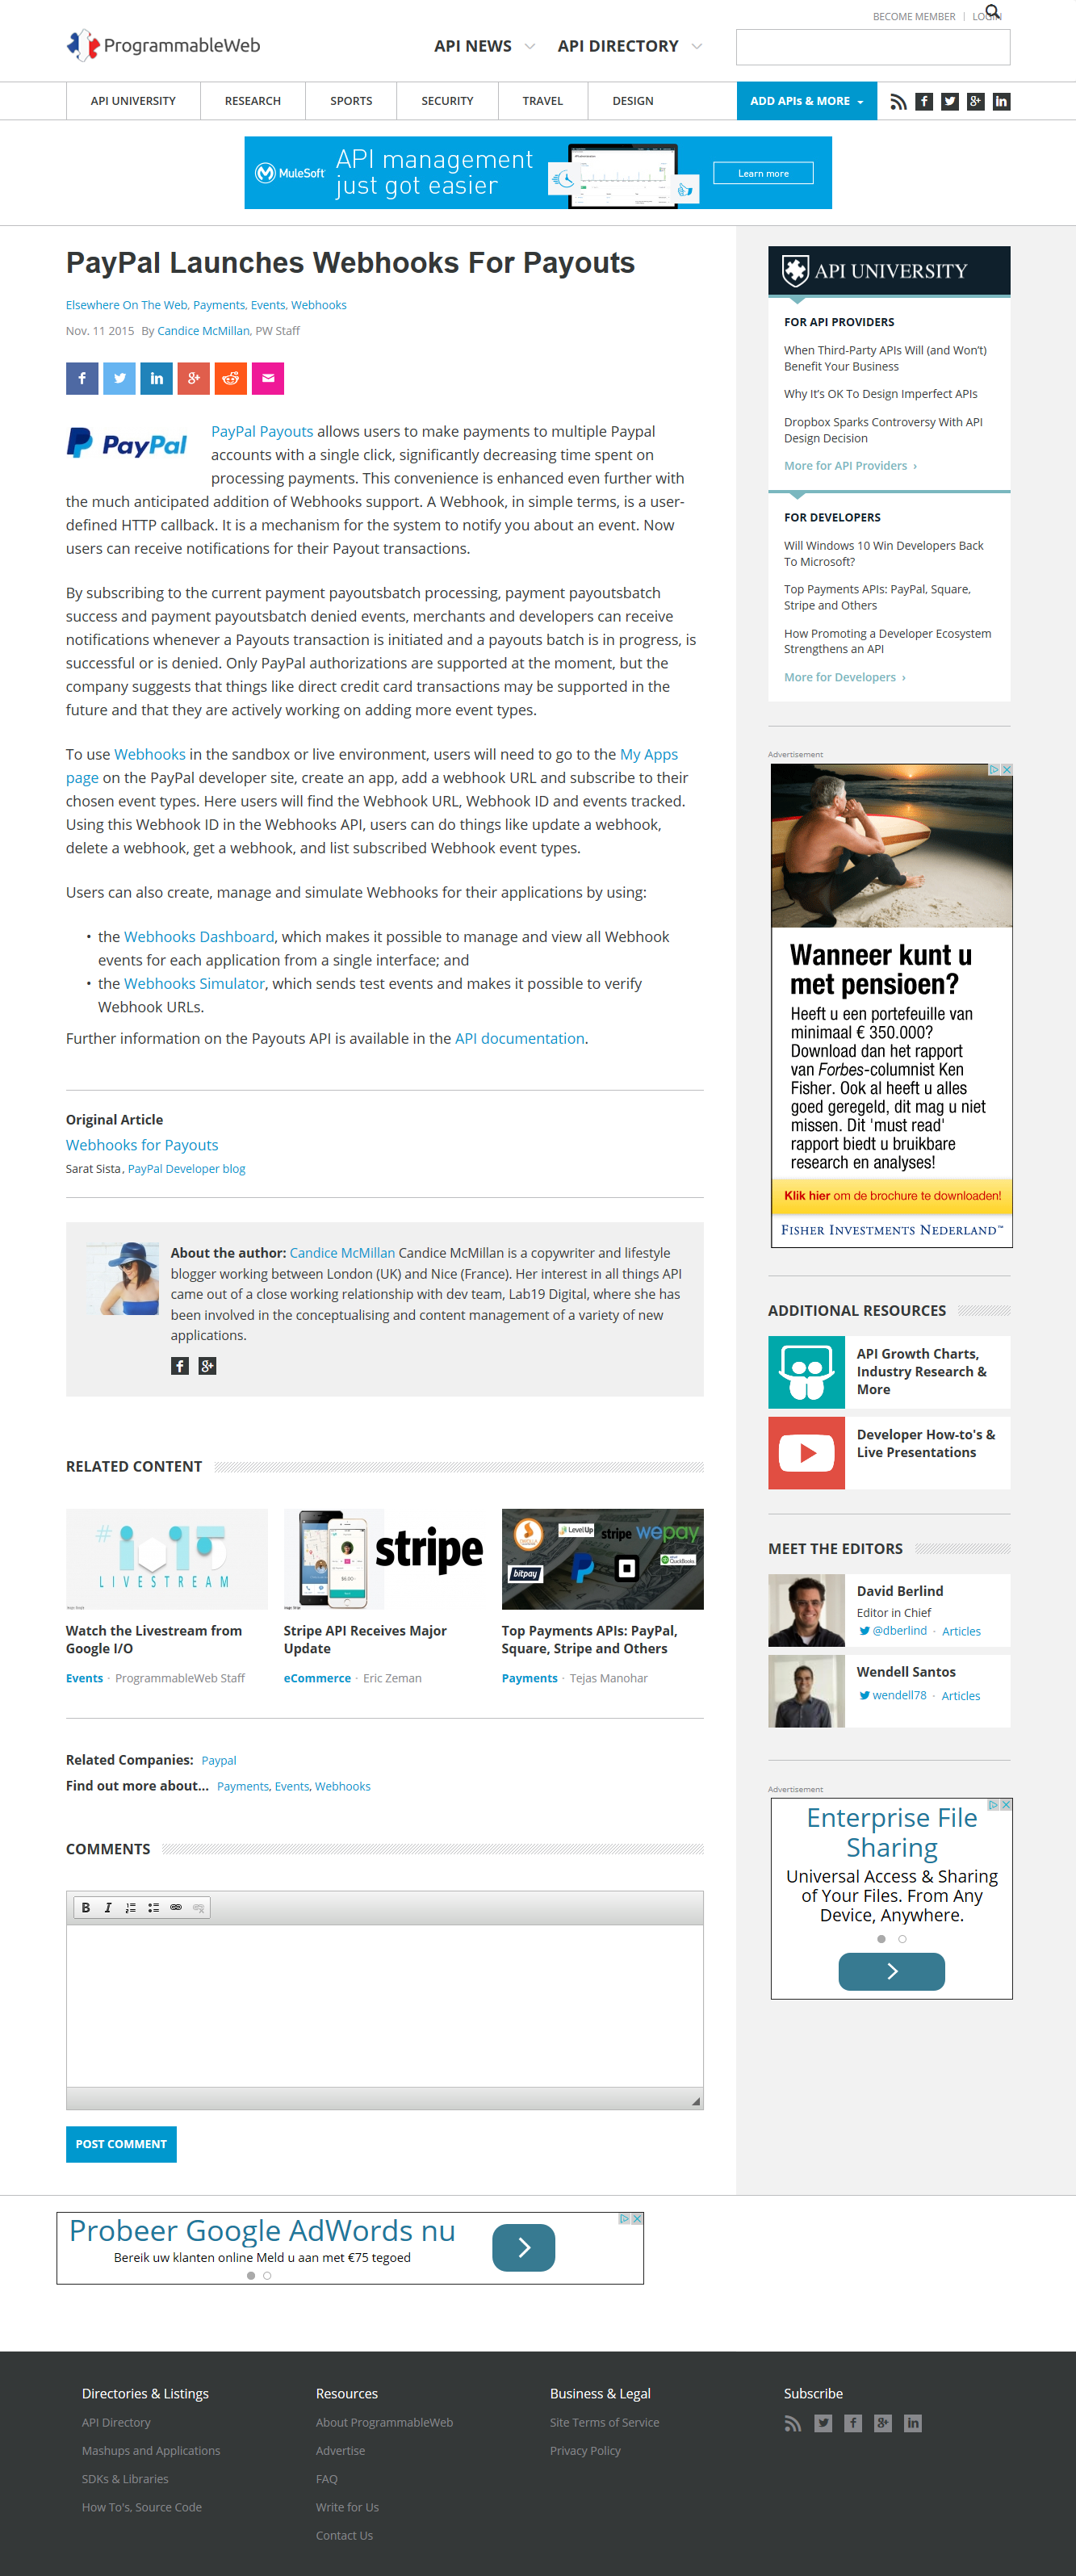 BECOME MEMBER | LOGIN
ProgrammableWeb
API NEWS
API DIRECTORY
API UNIVERSITY
RESEARCH
SPORTS
SECURITY
TRAVEL
DESIGN
ADD APIs & MORE
MuleSoft
API management
just got easier
Learn more
PayPal Launches Webhooks For Payouts
Elsewhere On The Web, Payments, Events, Webhooks
Nov. 11 2015 By Candice McMillan, PW Staff
PayPal
PayPal Payouts allows users to make payments to multiple Paypal
accounts with a single click, significantly decreasing time spent on
processing payments. This convenience is enhanced even further with
the much anticipated addition of Webhooks support. A Webhook, in simple terms, is a user-
defined HTTP callback. It is a mechanism for the system to notify you about an event. Now
users can receive notifications for their Payout transactions.
By subscribing to the current payment payoutsbatch processing, payment payoutsbatch
success and payment payoutsbatch denied events, merchants and developers can receive
notifications whenever a Payouts transaction is initiated and a payouts batch is in progress, is
successful or is denied. Only PayPal authorizations are supported at the moment, but the
company suggests that things like direct credit card transactions may be supported in the
future and that they are actively working on adding more event types.
To use Webhooks in the sandbox or live environment, users will need to go to the My Apps
page on the PayPal developer site, create an app, add a webhook URL and subscribe to their
chosen event types. Here users will find the Webhook URL, Webhook ID and events tracked.
Using this Webhook ID in the Webhooks API, users can do things like update a webhook,
delete a webhook, get a webhook, and list subscribed Webhook event types.
Users can also create, manage and simulate Webhooks for their applications by using:
• the Webhooks Dashboard, which makes it possible to manage and view all Webhook
events for each application from a single interface; and
• the Webhooks Simulator, which sends test events and makes it possible to verify
Webhook URLs.
Further information on the Payouts API is available in the API documentation.
Original Article
Webhooks for Payouts
Sarat Sista, PayPal Developer blog
About the author: Candice McMillan Candice McMillan is a copywriter and lifestyle
blogger working between London (UK) and Nice (France). Her interest in all things API
came out of a close working relationship with dev team, Lab19 Digital, where she has
been involved in the conceptualising and content management of a variety of new
applications.
RELATED CONTENT
#io15
LIVESTREAM
Watch the Livestream from
Google I/O
Events · ProgrammableWeb Staff
stripe
Stripe API Receives Major
Update
eCommerce · Eric Zeman
LevelUp
stripe
wepay
bitpay
QuickBooks
Top Payments APIs: PayPal,
Square, Stripe and Others
Payments · Tejas Manohar
Related Companies: Paypal
Find out more about... Payments, Events, Webhooks
COMMENTS
B I
POST COMMENT
API UNIVERSITY
FOR API PROVIDERS
When Third-Party APIs Will (and Won't)
Benefit Your Business
Why It's OK To Design Imperfect APIs
Dropbox Sparks Controversy With API
Design Decision
More for API Providers ›
FOR DEVELOPERS
Will Windows 10 Win Developers Back
To Microsoft?
Top Payments APIs: PayPal, Square,
Stripe and Others
How Promoting a Developer Ecosystem
Strengthens an API
More for Developers ›
Advertisement
Wanneer kunt u
met pensioen?
Heeft u een portefeuille van
minimaal € 350.000?
Download dan het rapport
van Forbes-columnist Ken
Fisher. Ook al heeft u alles
goed geregeld, dit mag u niet
missen. Dit 'must read'
rapport biedt u bruikbare
research en analyses!
Klik hier om de brochure te downloaden!
FISHER INVESTMENTS NEDERLAND™
ADDITIONAL RESOURCES
API Growth Charts,
Industry Research &
More
Developer How-to's &
Live Presentations
MEET THE EDITORS
David Berlind
Editor in Chief
@dberlind · Articles
Wendell Santos
wendell78 · Articles
Advertisement
Enterprise File
Sharing
Universal Access & Sharing
of Your Files. From Any
Device, Anywhere.
Probeer Google AdWords nu
Bereik uw klanten online Meld u aan met €75 tegoed
Directories & Listings
API Directory
Mashups and Applications
SDKs & Libraries
How To's, Source Code
Resources
About ProgrammableWeb
Advertise
FAQ
Write for Us
Contact Us
Business & Legal
Site Terms of Service
Privacy Policy
Subscribe